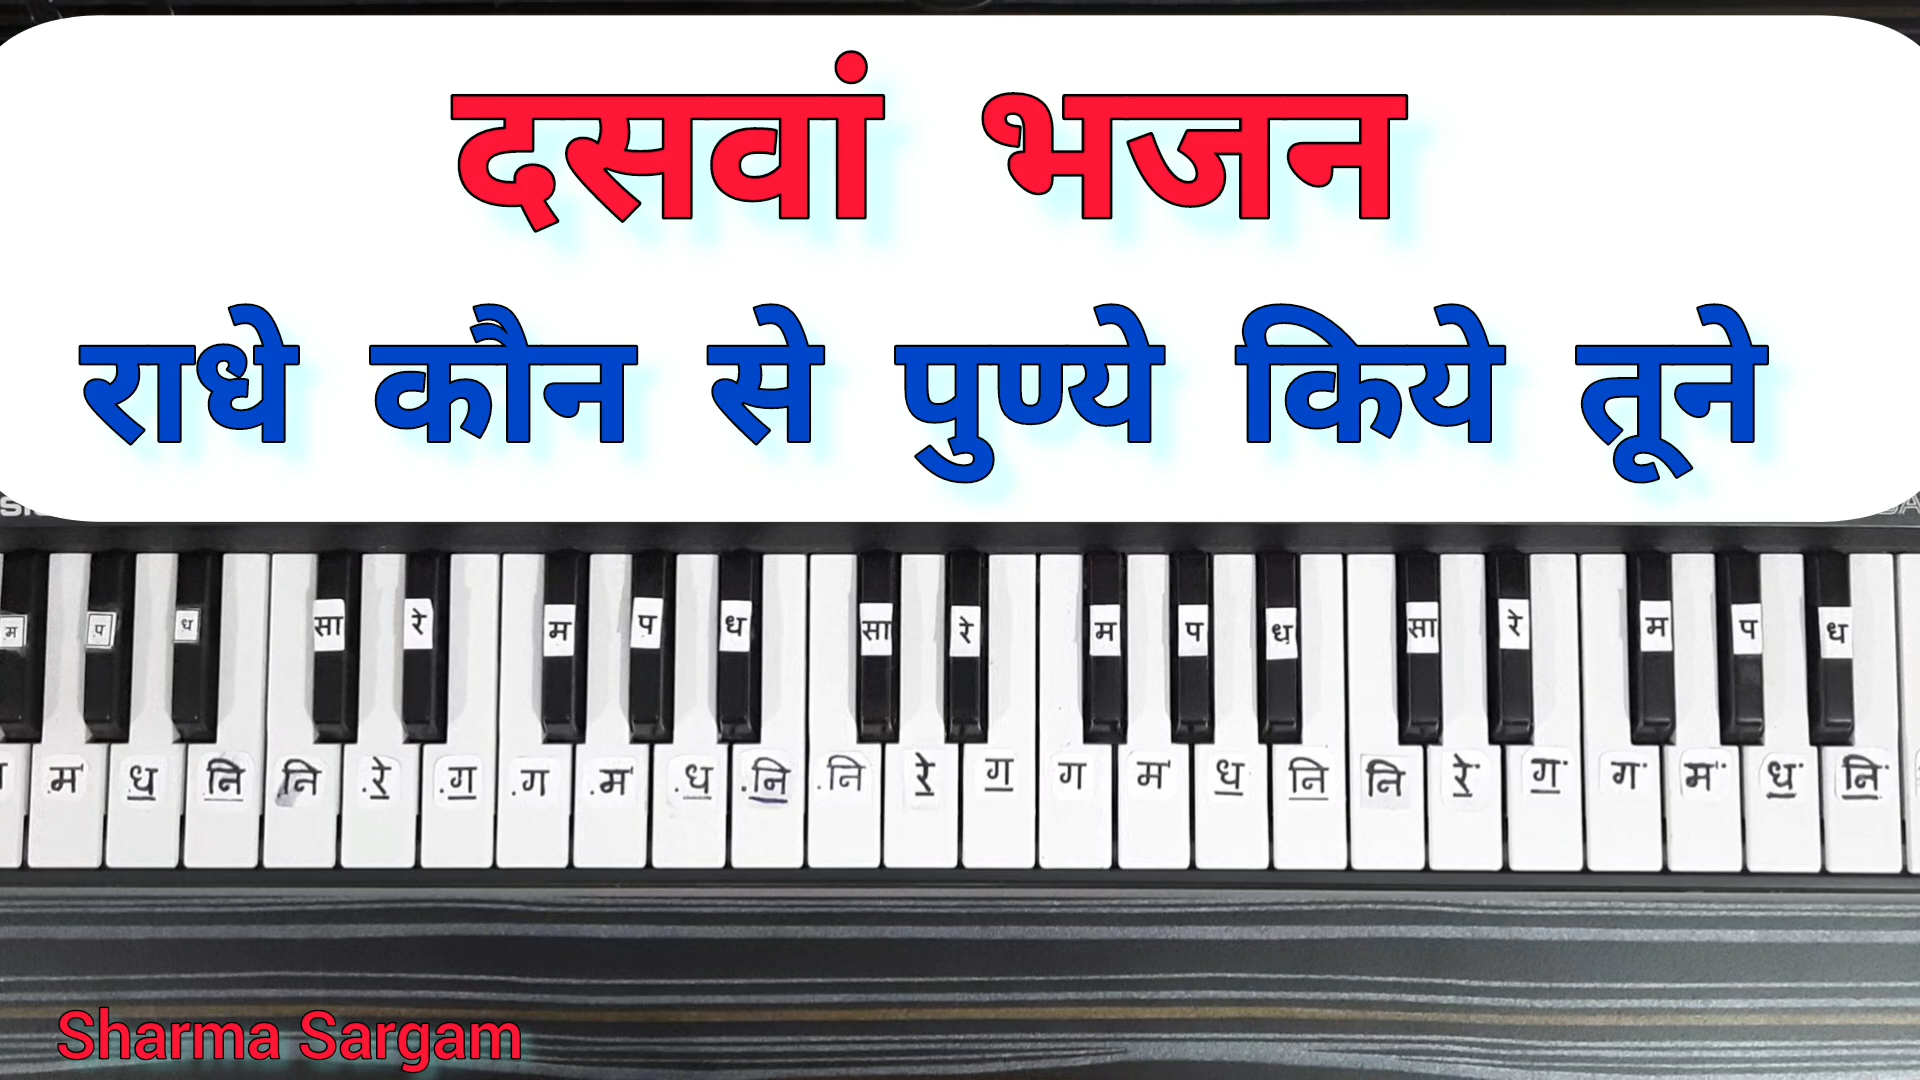 दसवां भजन
राधे कौन से पुण्ये किये तूने
म प ध सा रे म प ध सा रे म प ध सा रे म प ध
म' ध॒ नि॒ नि .रे॒ .ग॒ .ग .म' .ध॒ .नि॒ .नि रे॒ ग॒ ग म' ध॒ नि॒ नि रे॒˙ ग॒˙ ग˙ म'˙ ध॒˙ नि॒˙
Sharma Sargam